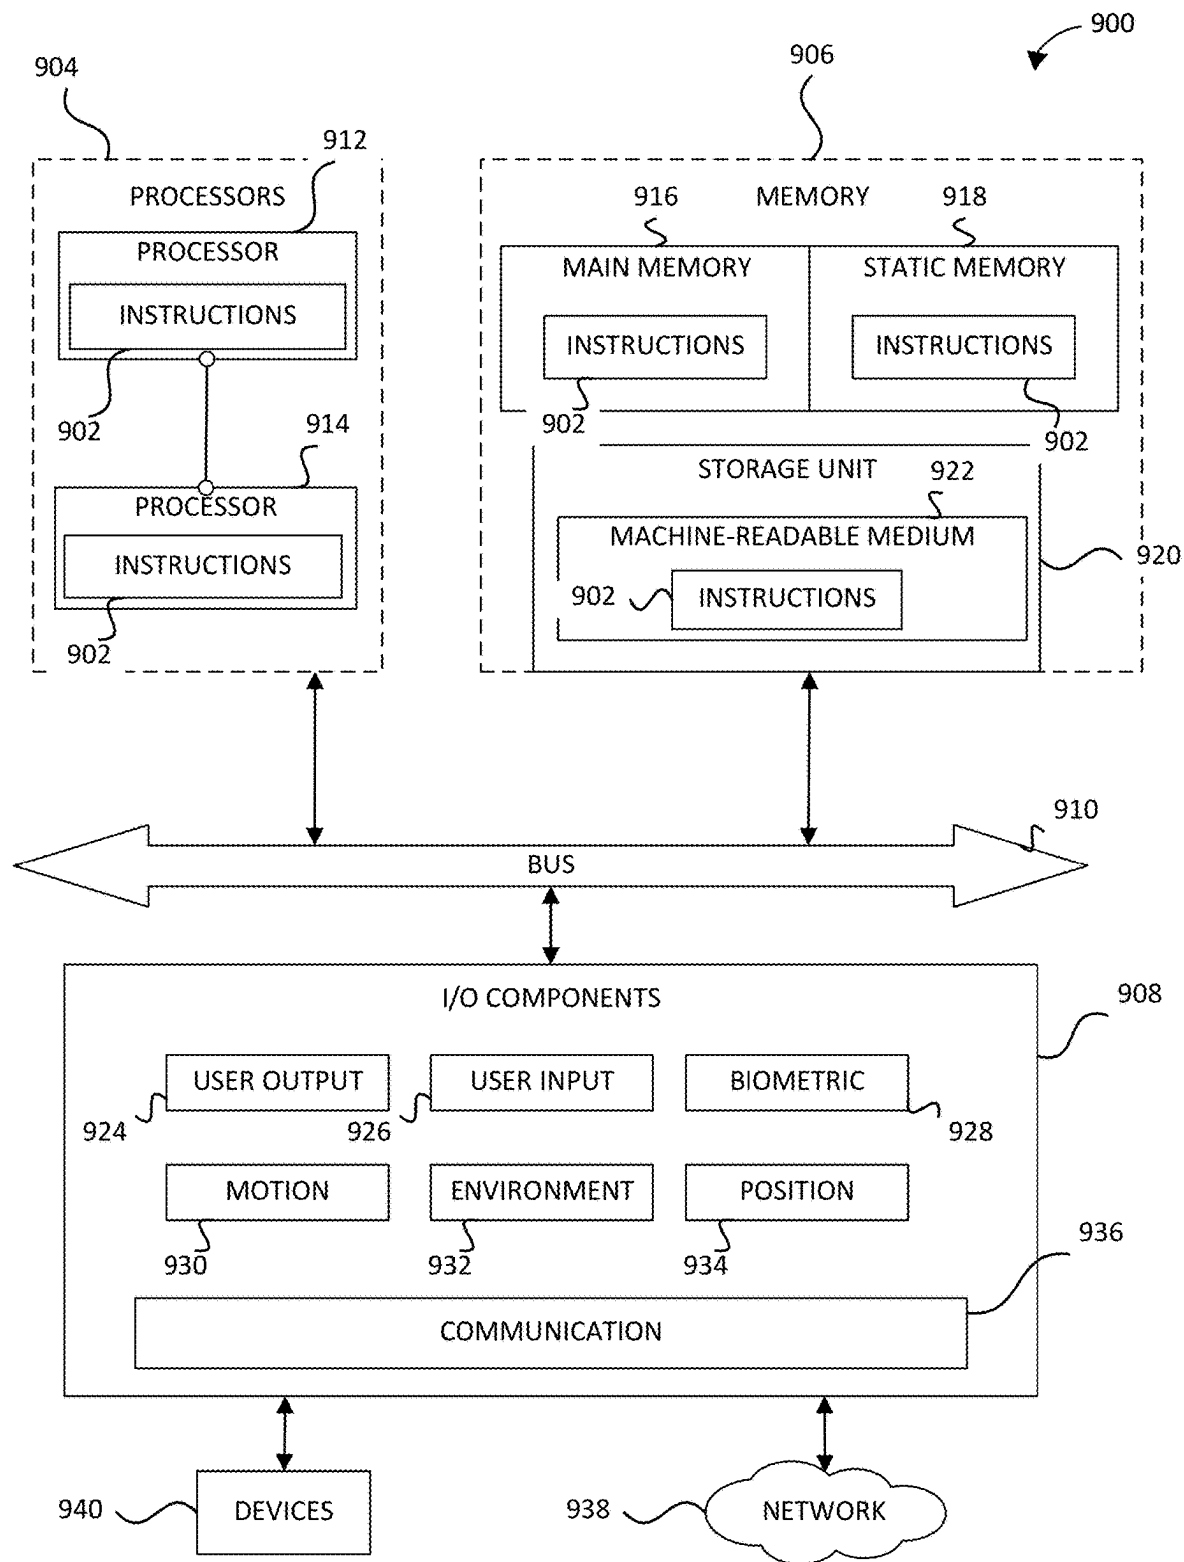 900
906
904
912
PROCESSORS
MEMORY
916
918
PROCESSOR
MAIN MEMORY
STATIC MEMORY
INSTRUCTIONS
INSTRUCTIONS
INSTRUCTIONS
902
914
902
902
STORAGE UNIT
922
PROCESSOR
MACHINE-READABLE MEDIUM
920
INSTRUCTIONS
902
INSTRUCTIONS
902
910
BUS
I/O COMPONENTS
908
USER OUTPUT
USER INPUT
BIOMETRIC
924
926
928
MOTION
ENVIRONMENT
POSITION
930
932
934
936
COMMUNICATION
940
DEVICES
938
NETWORK